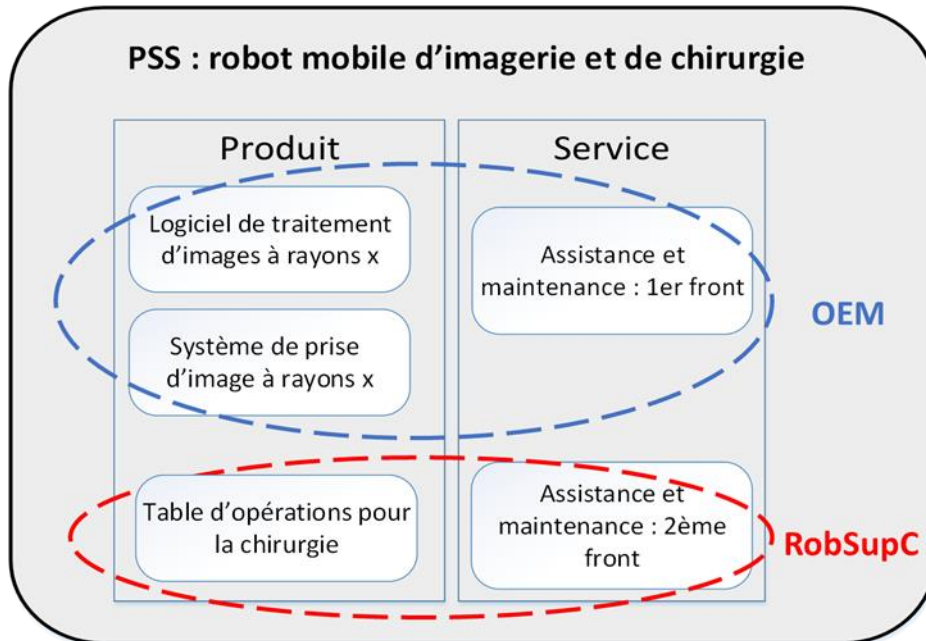 PSS : robot mobile d’imagerie et de chirurgie
Produit
Service
Logiciel de traitement
d’images à rayons x
Assistance et
maintenance : 1er front
OEM
Système de prise
d’image à rayons x
Table d’opérations pour
la chirurgie
Assistance et
maintenance : 2ème
front
RobSupC